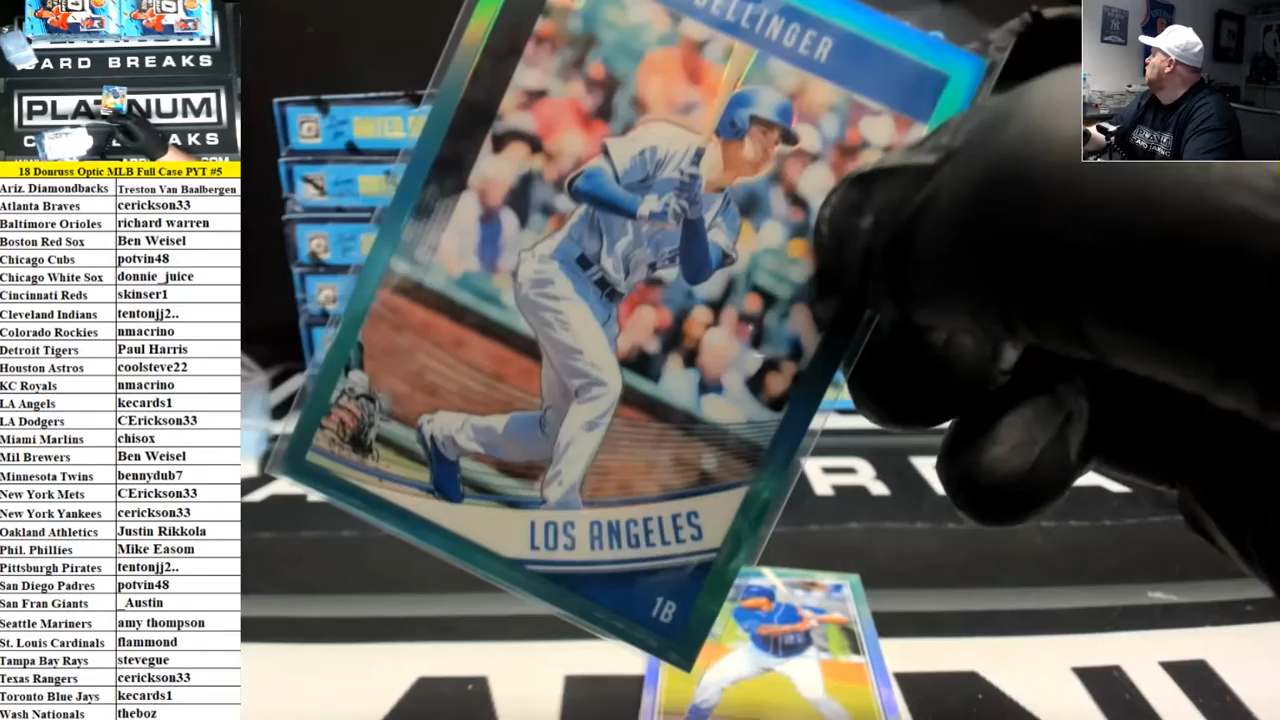 CARD BREAKS
PLATINUM
18 Donruss Optic MLB Full Case PYT #5
Ariz. Diamondbacks Treston Van Baalbergen
Atlanta Braves cerickson33
Baltimore Orioles richard warren
Boston Red Sox Ben Weisel
Chicago Cubs potvin48
Chicago White Sox donnie_juice
Cincinnati Reds skinser1
Cleveland Indians tentonjj2..
Colorado Rockies nmacrino
Detroit Tigers Paul Harris
Houston Astros coolsteve22
KC Royals nmacrino
LA Angels kecards1
LA Dodgers CErickson33
Miami Marlins chisox
Mil Brewers Ben Weisel
Minnesota Twins bennydub7
New York Mets CErickson33
New York Yankees cerickson33
Oakland Athletics Justin Rikkola
Phil. Phillies Mike Easom
Pittsburgh Pirates tentonjj2..
San Diego Padres potvin48
San Fran Giants _Austin
Seattle Mariners amy thompson
St. Louis Cardinals flammond
Tampa Bay Rays stevegue
Texas Rangers cerickson33
Toronto Blue Jays kecards1
Wash Nationals theboz
BELLINGER
LOS ANGELES
1B